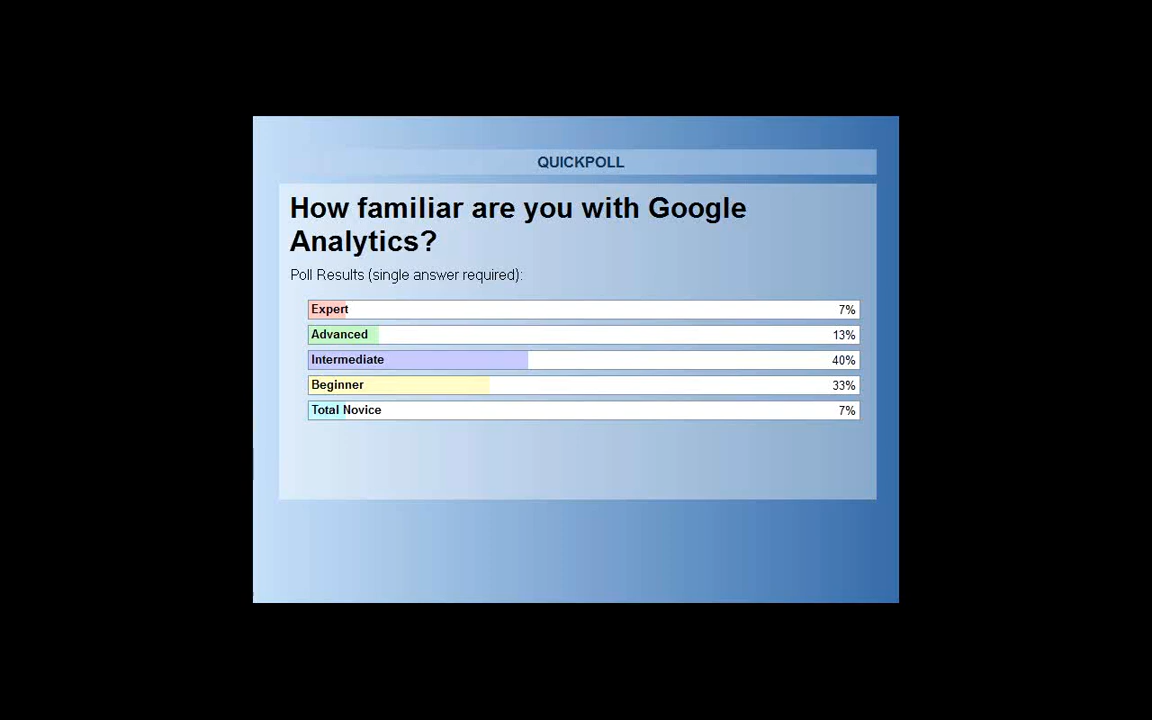 QUICKPOLL
How familiar are you with Google
Analytics?
Poll Results (single answer required):
Expert 7%
Advanced 13%
Intermediate 40%
Beginner 33%
Total Novice 7%